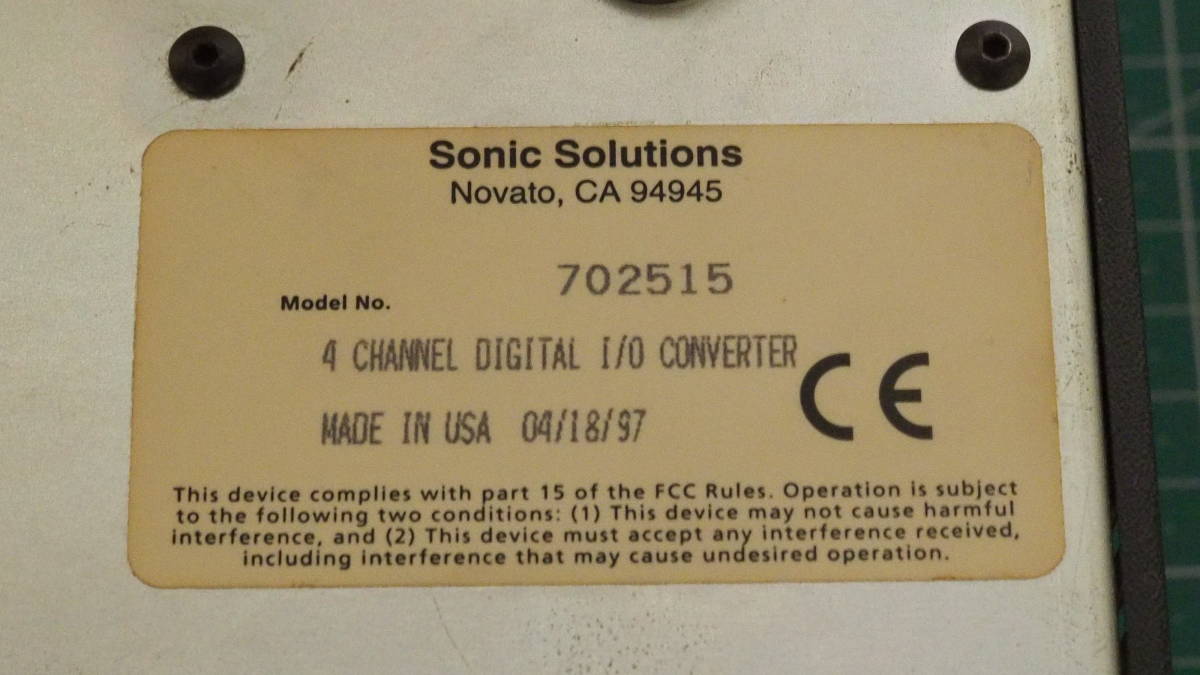 Sonic Solutions
Novato, CA 94945
702515
Model No.
4 CHANNEL DIGITAL I/O CONVERTER
CE
MADE IN USA 04/18/97
This device complies with part 15 of the FCC Rules. Operation is subject
to the following two conditions: (1) This device may not cause harmful
interference, and (2) This device must accept any interference received,
including interference that may cause undesired operation.